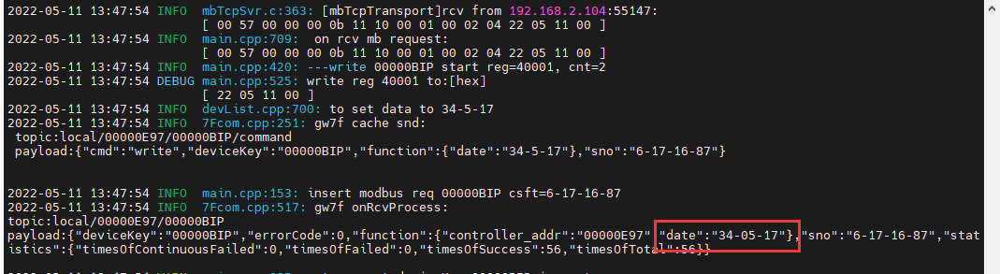 2022-05-11 13:47:54 INFO  mbTcpSvr.c:363: [mbTcpTransport]rcv from 192.168.2.104:55147:
[ 00 57 00 00 00 0b 11 10 00 01 00 02 04 22 05 11 00 ]
2022-05-11 13:47:54 INFO  main.cpp:709:  on rcv mb request:
[ 00 57 00 00 00 0b 11 10 00 01 00 02 04 22 05 11 00 ]
2022-05-11 13:47:54 INFO  main.cpp:420: ---write 00000BIP start reg=40001, cnt=2
2022-05-11 13:47:54 DEBUG main.cpp:525: write reg 40001 to:[hex]
[ 22 05 11 00 ]
2022-05-11 13:47:54 INFO  devList.cpp:700: to set data to 34-5-17
2022-05-11 13:47:54 INFO  7Fcom.cpp:251: gw7f cache snd:
topic:local/00000E97/00000BIP/command
payload:{"cmd":"write","deviceKey":"00000BIP","function":{"date":"34-5-17"},"sno":"6-17-16-87"}
2022-05-11 13:47:54 INFO  main.cpp:153: insert modbus req 00000BIP csft=6-17-16-87
2022-05-11 13:47:54 INFO  7Fcom.cpp:517: gw7f onRcvProcess:
topic:local/00000E97/00000BIP
payload:{"deviceKey":"00000BIP","errorCode":0,"function":{"controller_addr":"00000E97","date":"34-05-17"},"sno":"6-17-16-87","stat
istics":{"timesOfContinuousFailed":0,"timesOfFailed":0,"timesOfSuccess":56,"timesOfTotal":56}}